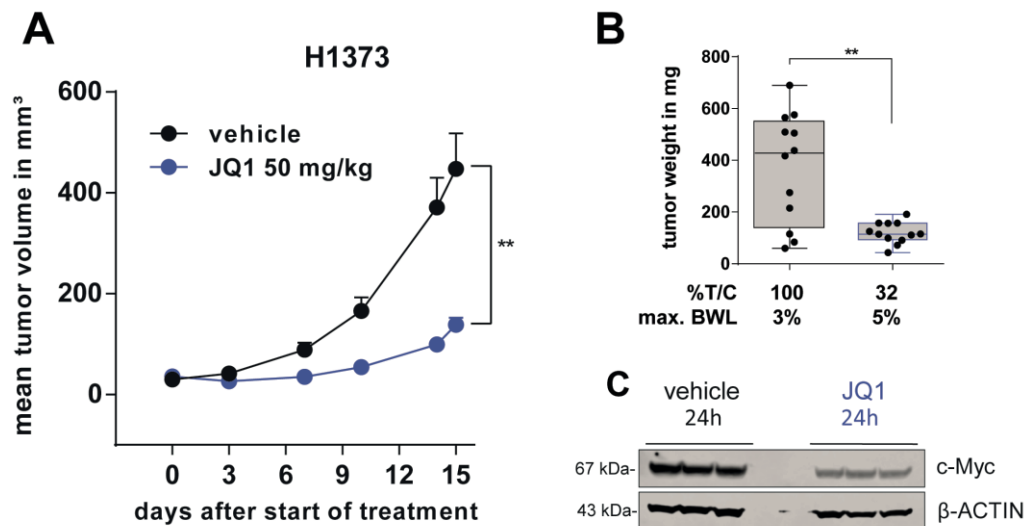 A
H1373
mean tumor volume in mm³
600
400
200
0
vehicle
JQ1 50 mg/kg
**
0 3 6 9 12 15
days after start of treatment
B
**
tumor weight in mg
800
600
400
200
0
%T/C 100 32
max. BWL 3% 5%
C
vehicle JQ1
24h 24h
67 kDa- c-Myc
43 kDa- β-ACTIN